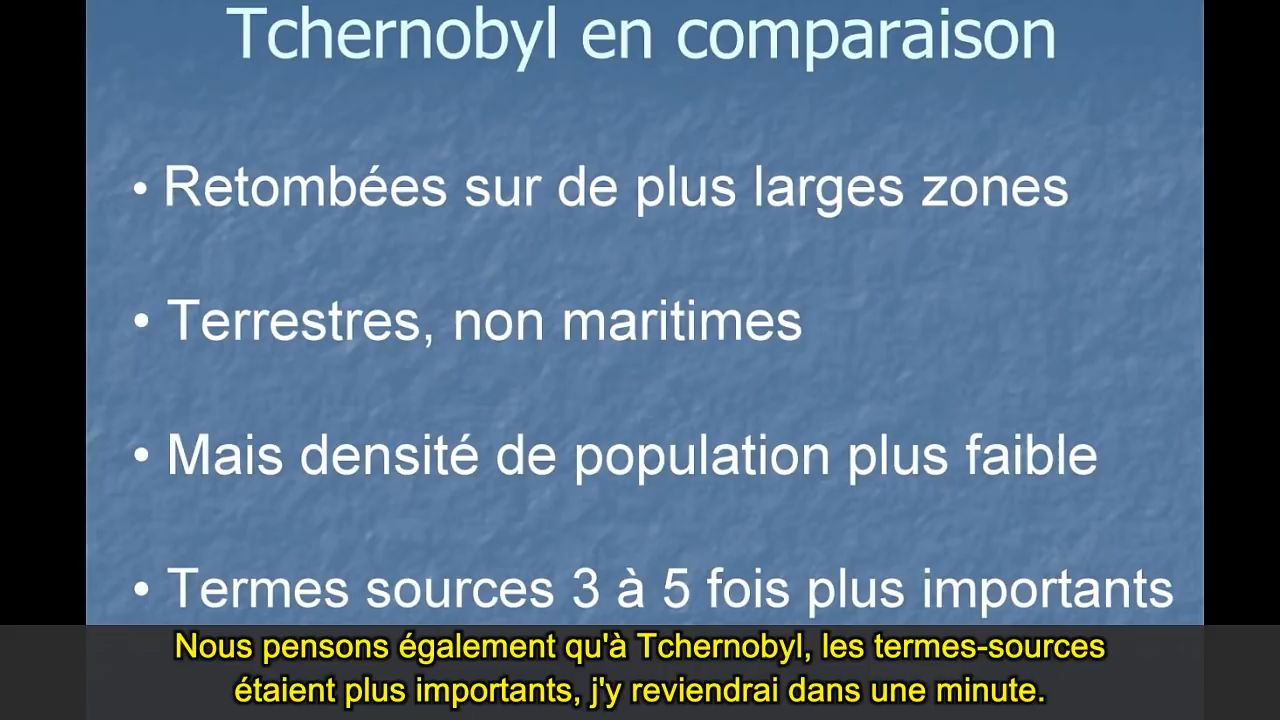 Tchernobyl en comparaison
• Retombées sur de plus larges zones
• Terrestres, non maritimes
• Mais densité de population plus faible
• Termes sources 3 à 5 fois plus importants
Nous pensons également qu'à Tchernobyl, les termes-sources
étaient plus importants, j'y reviendrai dans une minute.